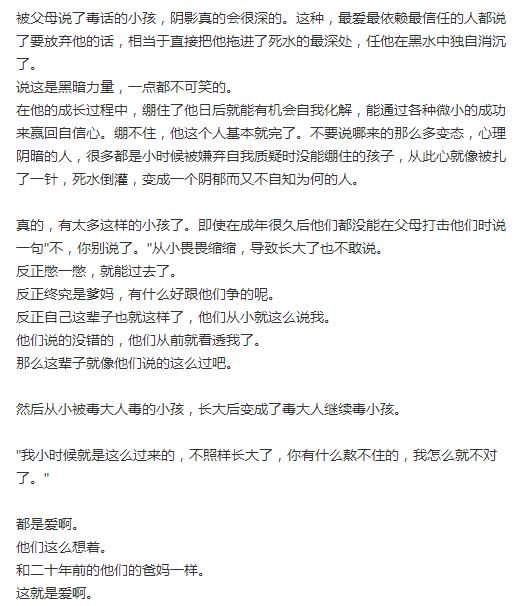 被父母说了毒话的小孩，阴影真的会很深的。这种，最爱最依赖最信任的人都说
了要放弃他的话，相当于直接把他拖进了死水的最深处，任他在黑水中独自消沉
了。
说这是黑暗力量，一点都不可笑的。
在他的成长过程中，绷住了他日后就能有机会自我化解，能通过各种微小的成功
来赢回自信心。绷不住，他这个人基本就完了。不要说哪来的那么多变态，心理
阴暗的人，很多都是小时候被嫌弃自我质疑时没能绷住的孩子，从此心就像被扎
了一针，死水倒灌，变成一个阴郁而又不自知为何的人。
真的，有太多这样的小孩了。即使在成年很久后他们都没能在父母打击他们时说
一句"不，你别说了。"从小畏畏缩缩，导致长大了也不敢说。
反正憋一憋，就能过去了。
反正终究是爹妈，有什么好跟他们争的呢。
反正自己这辈子也就这样了，他们从小就这么说我。
他们说的没错的，他们从前就看透我了。
那么这辈子就像他们说的这么过吧。
然后从小被毒大人毒的小孩，长大后变成了毒大人继续毒小孩。
"我小时候就是这么过来的，不照样长大了，你有什么熬不住的，我怎么就不对
了。"
都是爱啊。
他们这么想着。
和二十年前的他们的爸妈一样。
这就是爱啊。